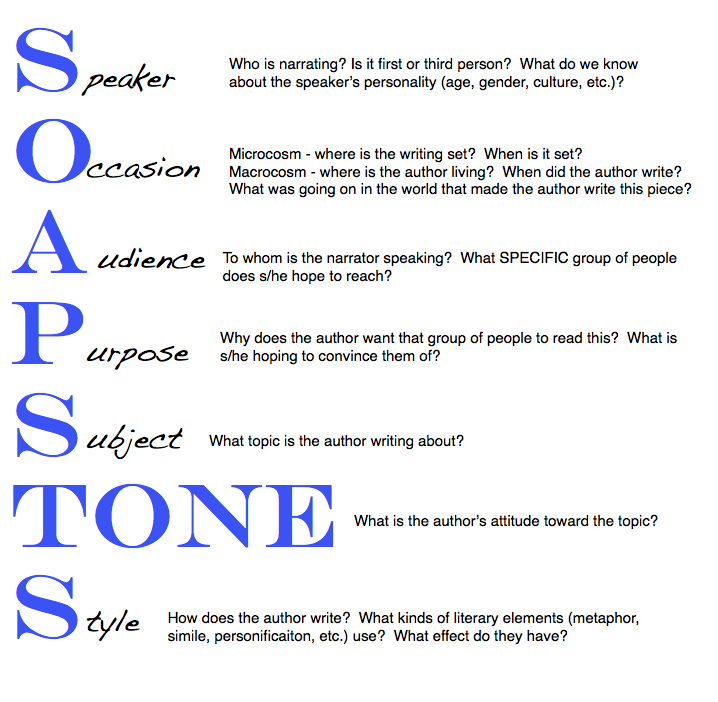 Speaker
Who is narrating? Is it first or third person? What do we know
about the speaker's personality (age, gender, culture, etc.)?
Occasion
Microcosm - where is the writing set? When is it set?
Macrocosm - where is the author living? When did the author write?
What was going on in the world that made the author write this piece?
Audience
To whom is the narrator speaking? What SPECIFIC group of people
does s/he hope to reach?
Purpose
Why does the author want that group of people to read this? What is
s/he hoping to convince them of?
Subject
What topic is the author writing about?
TONE
What is the author's attitude toward the topic?
Style
How does the author write? What kinds of literary elements (metaphor,
simile, personificaiton, etc.) use? What effect do they have?